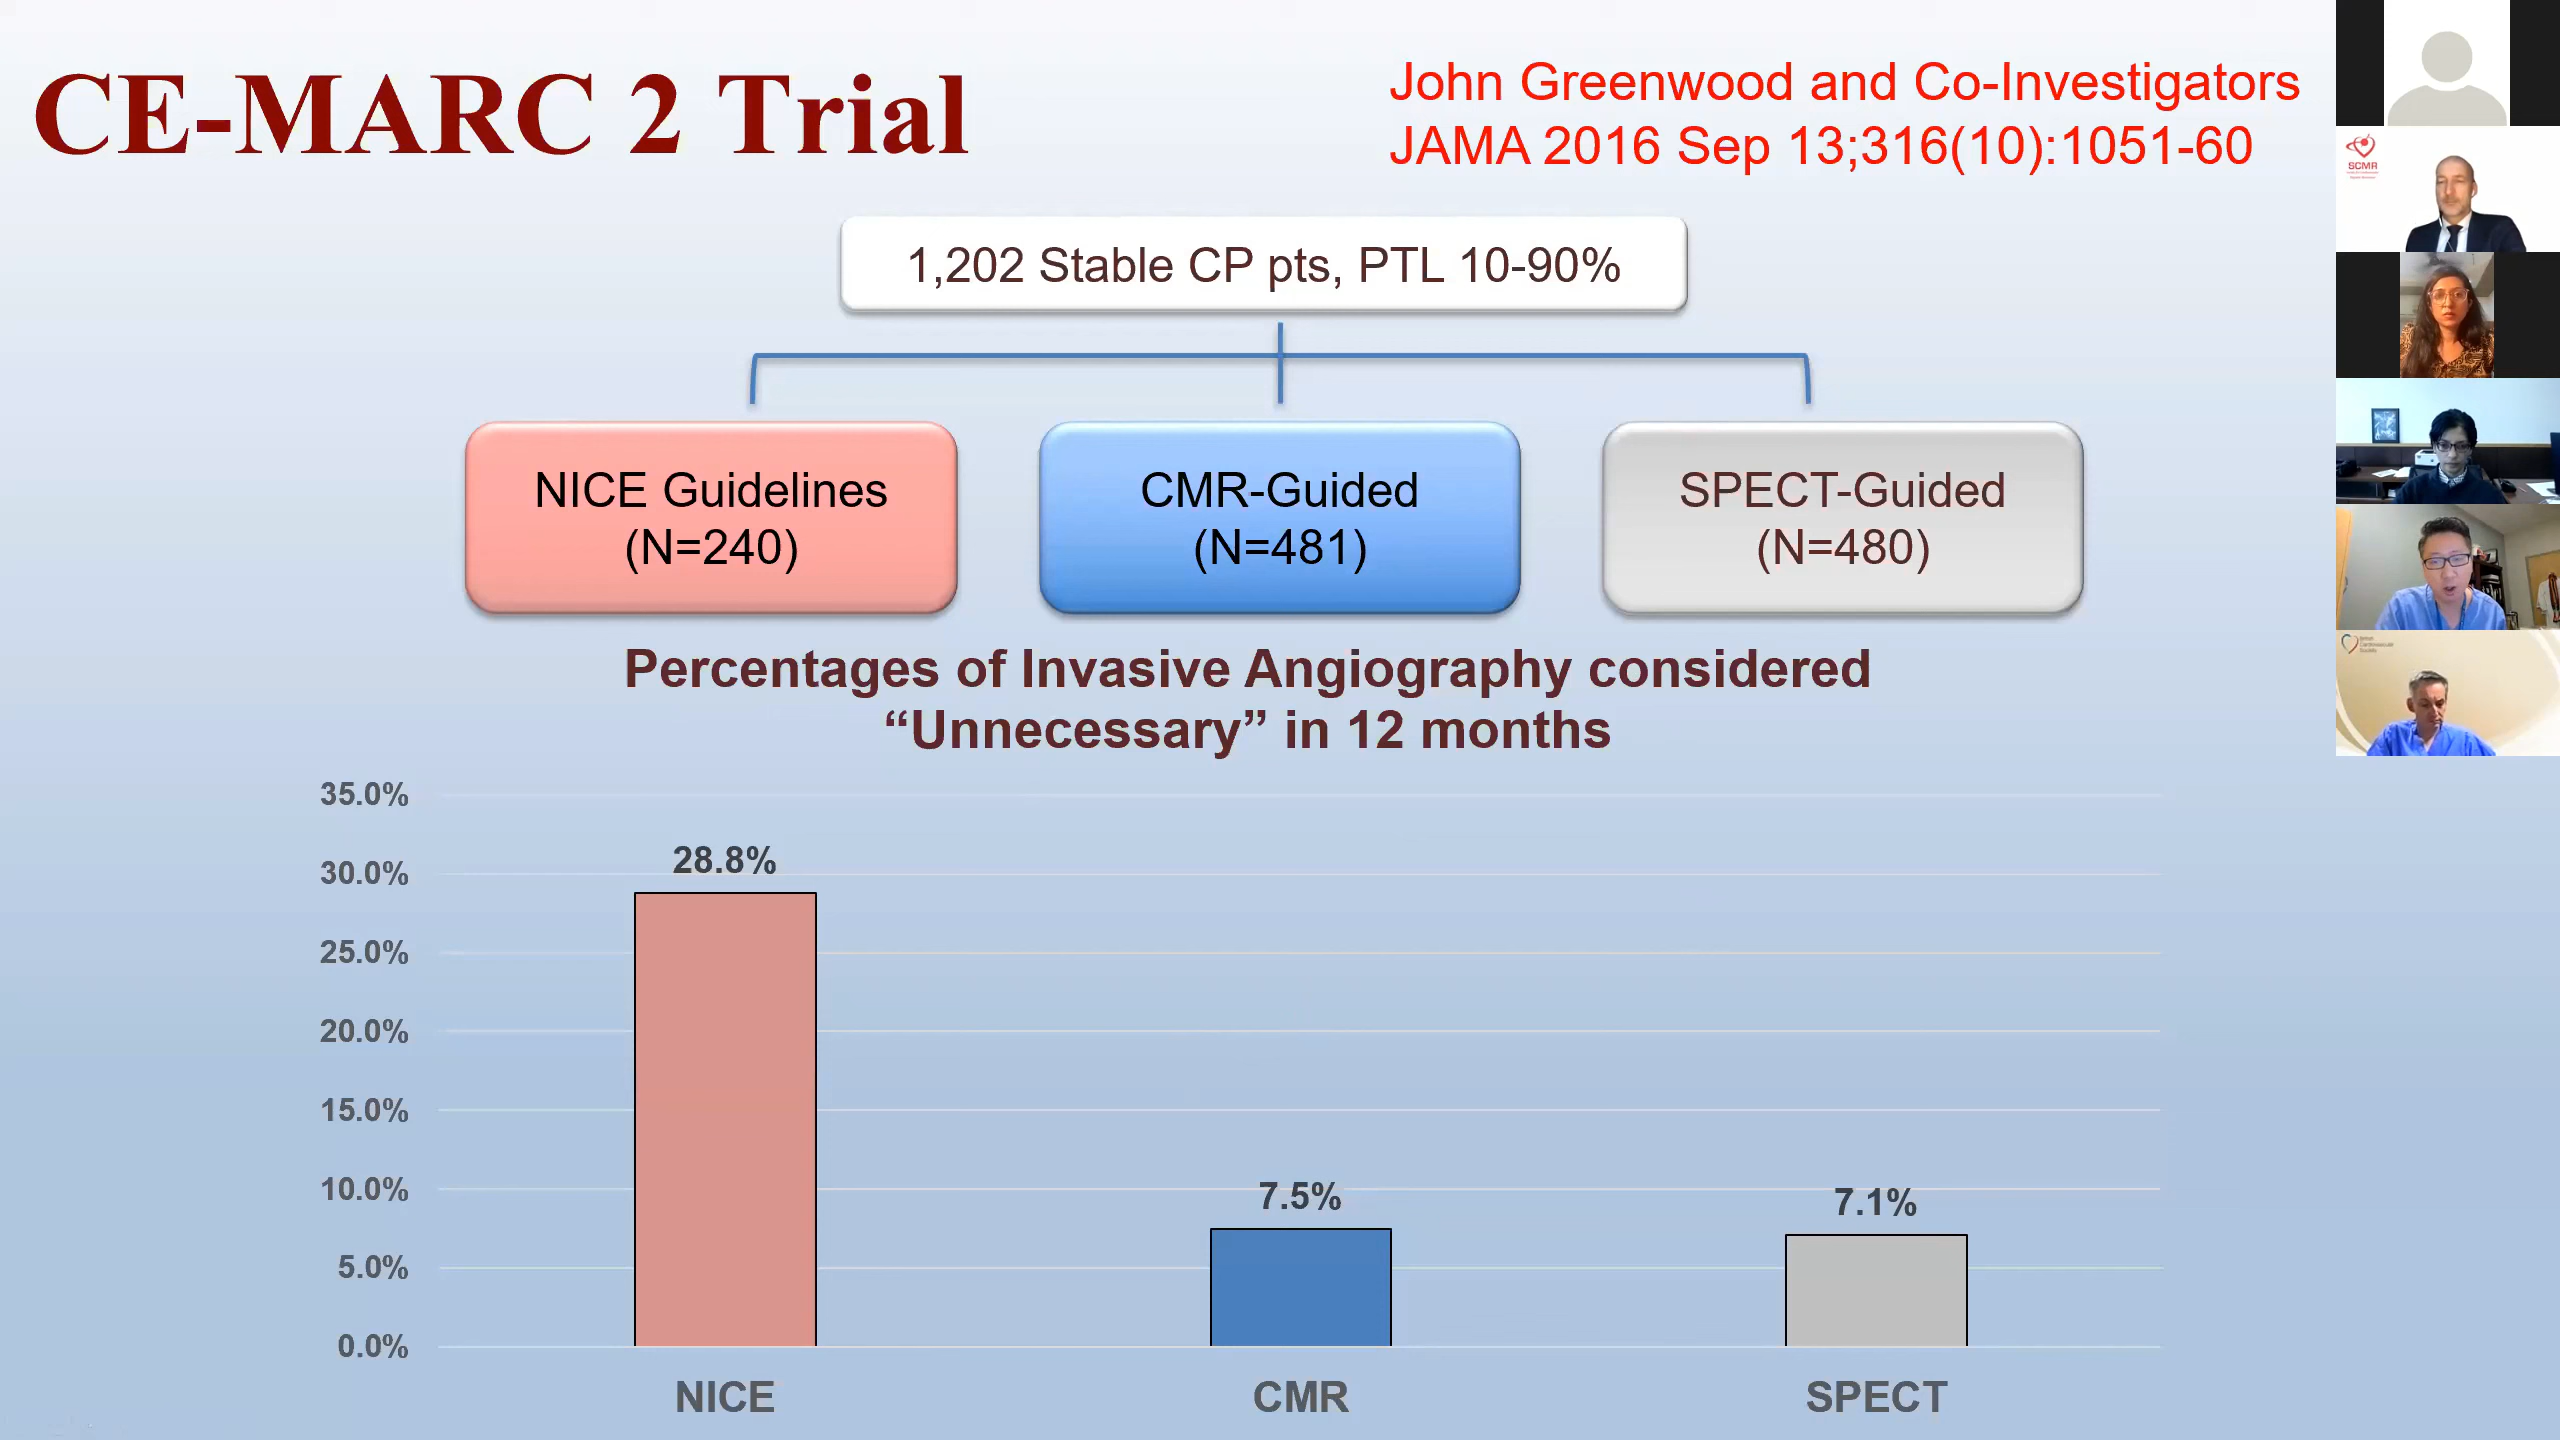 CE-MARC 2 Trial
John Greenwood and Co-Investigators
JAMA 2016 Sep 13;316(10):1051-60
1,202 Stable CP pts, PTL 10-90%
NICE Guidelines
(N=240)
CMR-Guided
(N=481)
SPECT-Guided
(N=480)
Percentages of Invasive Angiography considered
“Unnecessary” in 12 months
35.0%
30.0%
25.0%
20.0%
15.0%
10.0%
5.0%
0.0%
28.8%
7.5%
7.1%
NICE
CMR
SPECT
SCMR
British
Cardiovascular
Society